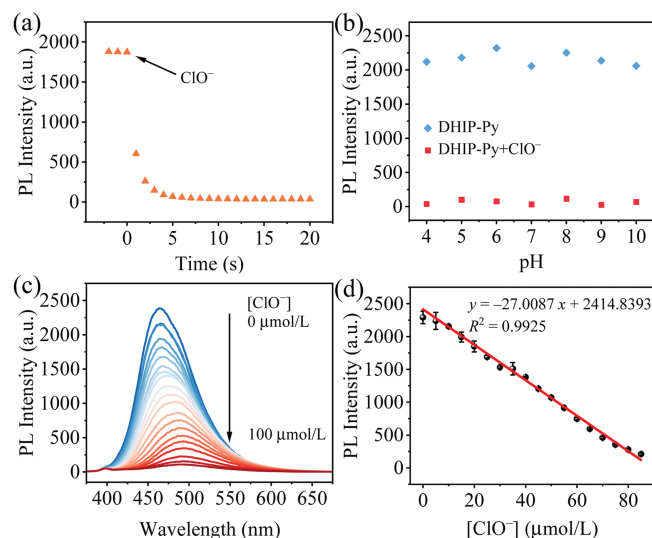 (a)
2000
1500
1000
500
0
PL Intensity (a.u.)
ClO⁻
0 5 10 15 20
Time (s)
(b)
2500
2000
1500
1000
500
0
PL Intensity (a.u.)
DHIP-Py
DHIP-Py+ClO⁻
4 5 6 7 8 9 10
pH
(c)
2500
2000
1500
1000
500
0
PL Intensity (a.u.)
[ClO⁻]
0 μmol/L
100 μmol/L
400 450 500 550 600 650
Wavelength (nm)
(d)
2500
2000
1500
1000
500
0
PL Intensity (a.u.)
y = –27.0087 x + 2414.8393
R² = 0.9925
0 20 40 60 80
[ClO⁻] (μmol/L)